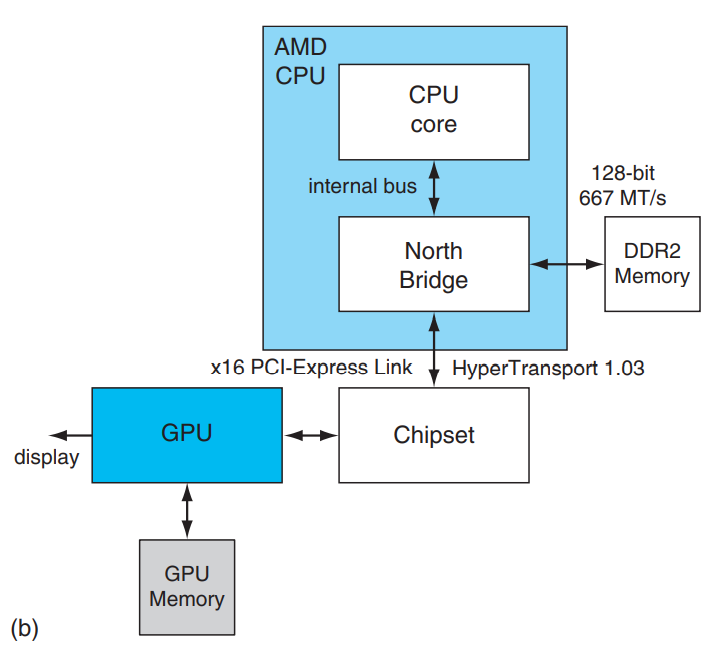 AMD
CPU
CPU
core
internal bus
128-bit
667 MT/s
North
Bridge
DDR2
Memory
x16 PCI-Express Link
HyperTransport 1.03
GPU
Chipset
display
GPU
Memory
(b)